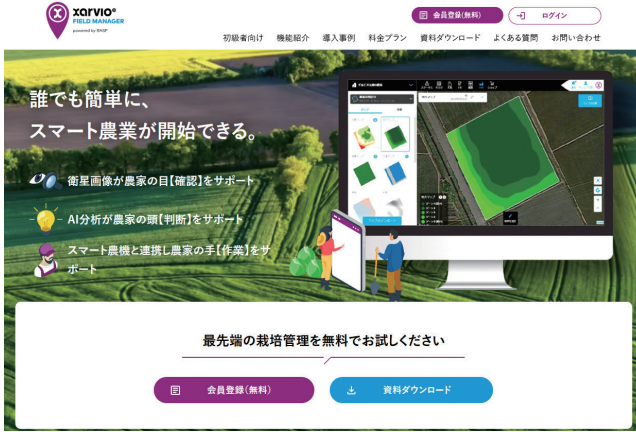 xarvio®
FIELD MANAGER
powered by BASF
会員登録(無料)
ログイン
初級者向け 機能紹介 導入事例 料金プラン 資料ダウンロード よくある質問 お問い合わせ
誰でも簡単に、
スマート農業が開始できる。
衛星画像が農家の目【確認】をサポート
AI分析が農家の頭【判断】をサポート
スマート農機と連携し農家の手【作業】をサ
ポート
最先端の栽培管理を無料でお試しください
会員登録(無料)
資料ダウンロード